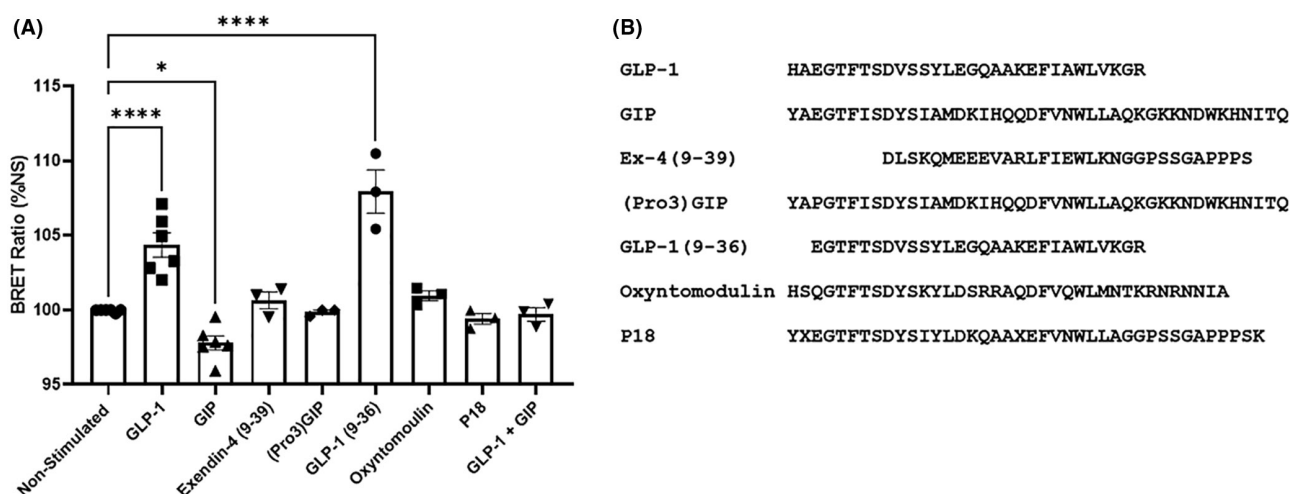 (A)
****
*
****
BRET Ratio (%NS)
115
110
105
100
95
Non-Stimulated
GLP-1
GIP
Exendin-4 (9-39)
(Pro3)GIP
GLP-1 (9-36)
Oxyntomoulin
P18
GLP-1 + GIP
(B)
GLP-1 HAEGTFTSDVSSYLEGQAAKEFIAWLVKGR
GIP YAEGTFISDYSIAMDKIHQQDFVNWLLAQKGKKNDWKHNITQ
Ex-4(9-39) DLSKQMEEEVARLFIEWLKNGGPSSGAPPPS
(Pro3)GIP YAPGTFISDYSIAMDKIHQQDFVNWLLAQKGKKNDWKHNITQ
GLP-1(9-36) EGTFTSDVSSYLEGQAAKEFIAWLVKGR
Oxyntomodulin HSQGTFTSDYSKYLDSRRAQDFVQWLMNTKRNRNNIA
P18 YXEGTFTSDYSIYLDKQAAXEFVNWLLAGGPSSGAPPPSK